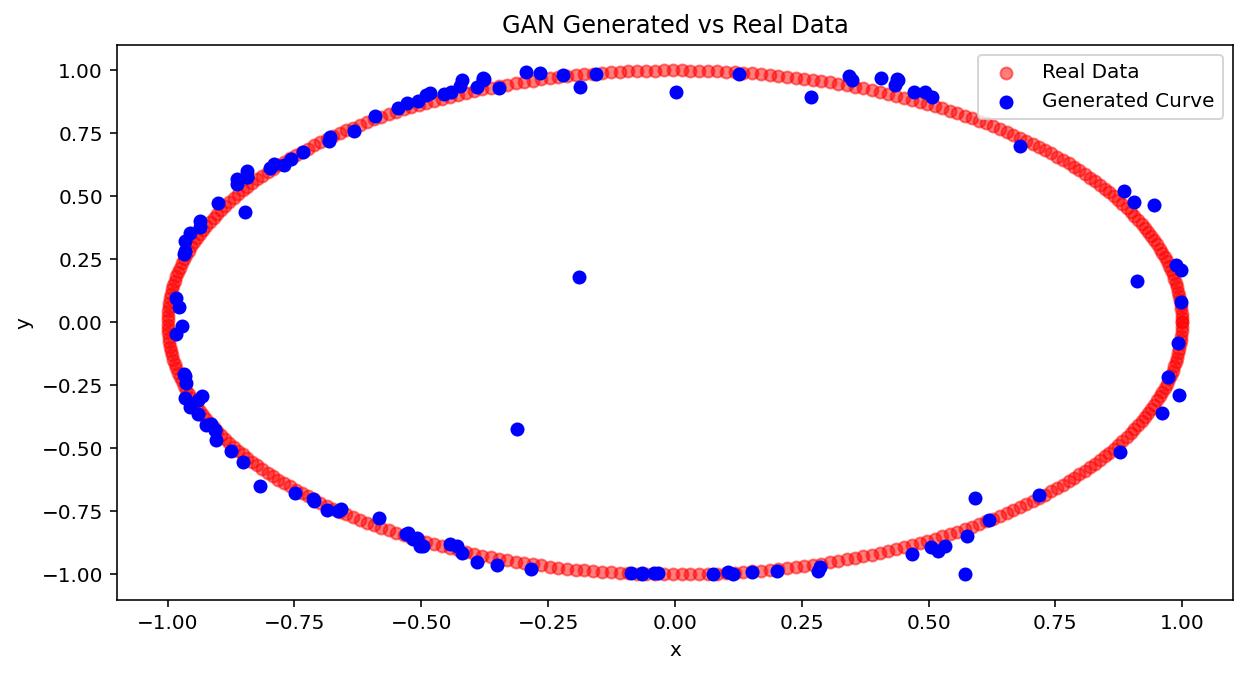 GAN Generated vs Real Data
Real Data
Generated Curve
1.00
0.75
0.50
0.25
0.00
−0.25
−0.50
−0.75
−1.00
y
−1.00 −0.75 −0.50 −0.25 0.00 0.25 0.50 0.75 1.00
x